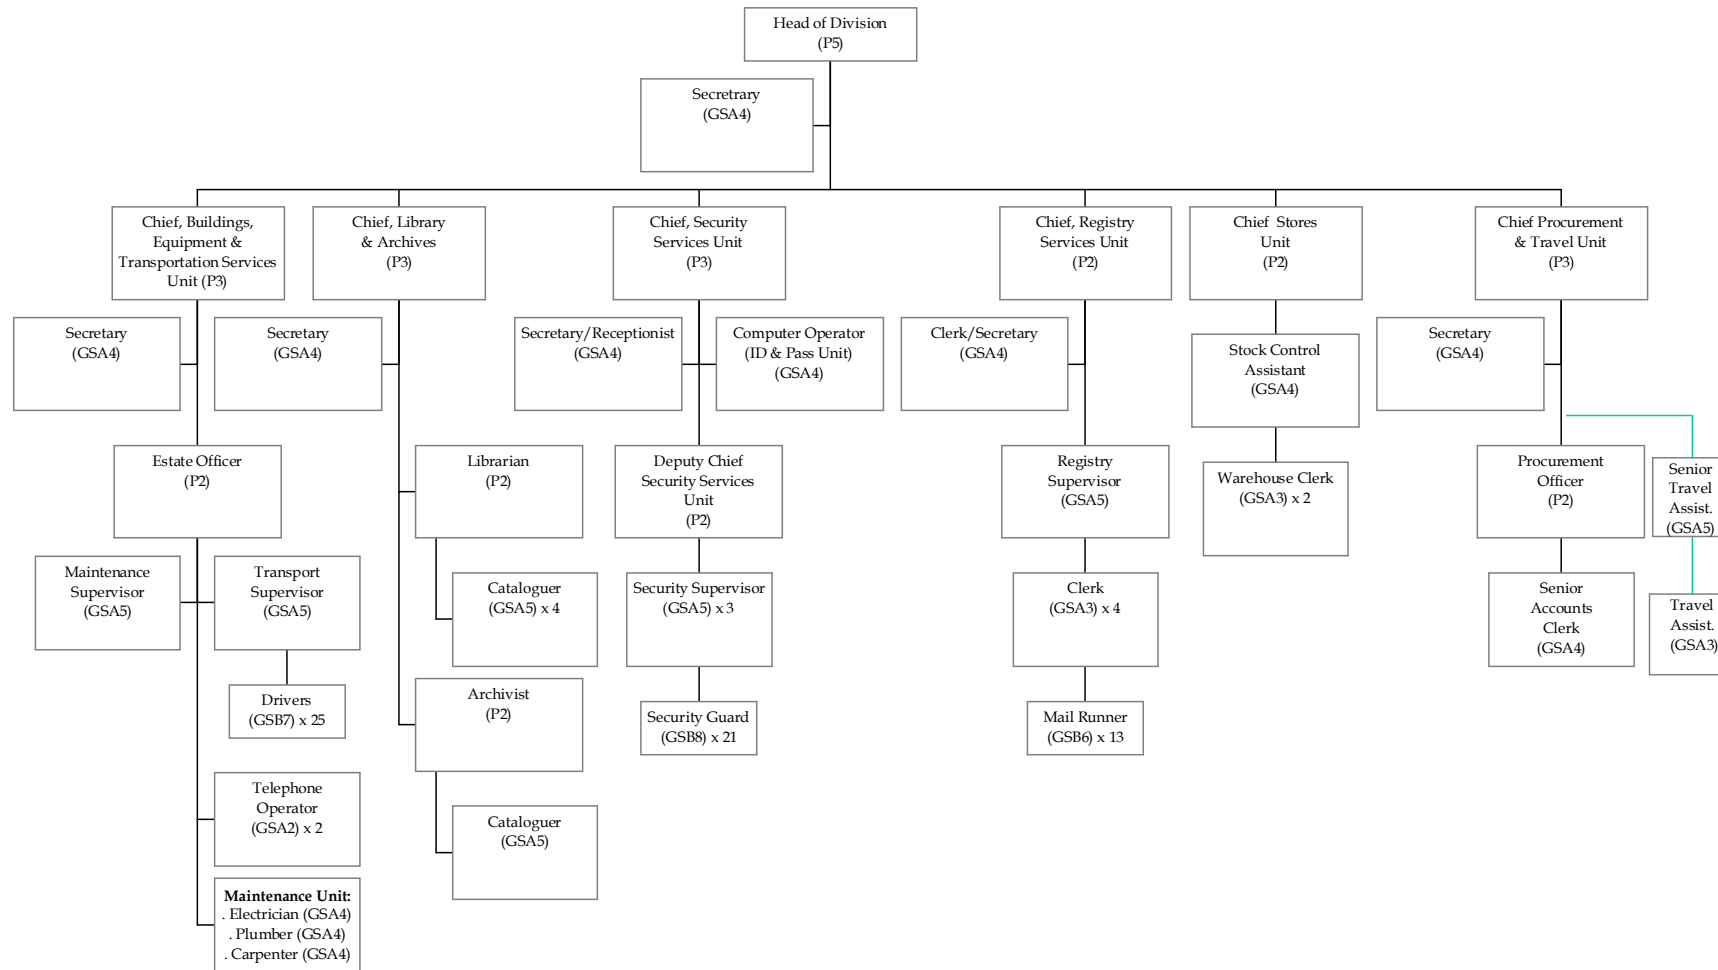 Head of Division
(P5)
Secretrary
(GSA4)
Chief, Buildings,
Equipment &
Transportation Services
Unit (P3)
Chief, Library
& Archives
(P3)
Chief, Security
Services Unit
(P3)
Chief, Registry
Services Unit
(P2)
Chief Stores
Unit
(P2)
Chief Procurement
& Travel Unit
(P3)
Secretary
(GSA4)
Secretary
(GSA4)
Secretary/Receptionist
(GSA4)
Computer Operator
(ID & Pass Unit)
(GSA4)
Clerk/Secretary
(GSA4)
Stock Control
Assistant
(GSA4)
Secretary
(GSA4)
Estate Officer
(P2)
Librarian
(P2)
Deputy Chief
Security Services
Unit
(P2)
Registry
Supervisor
(GSA5)
Warehouse Clerk
(GSA3) x 2
Procurement
Officer
(P2)
Senior
Travel
Assist.
(GSA5)
Maintenance
Supervisor
(GSA5)
Transport
Supervisor
(GSA5)
Cataloguer
(GSA5) x 4
Security Supervisor
(GSA5) x 3
Clerk
(GSA3) x 4
Senior
Accounts
Clerk
(GSA4)
Travel
Assist.
(GSA3)
Drivers
(GSB7) x 25
Archivist
(P2)
Security Guard
(GSB8) x 21
Mail Runner
(GSB6) x 13
Telephone
Operator
(GSA2) x 2
Cataloguer
(GSA5)
Maintenance Unit:
. Electrician (GSA4)
. Plumber (GSA4)
. Carpenter (GSA4)